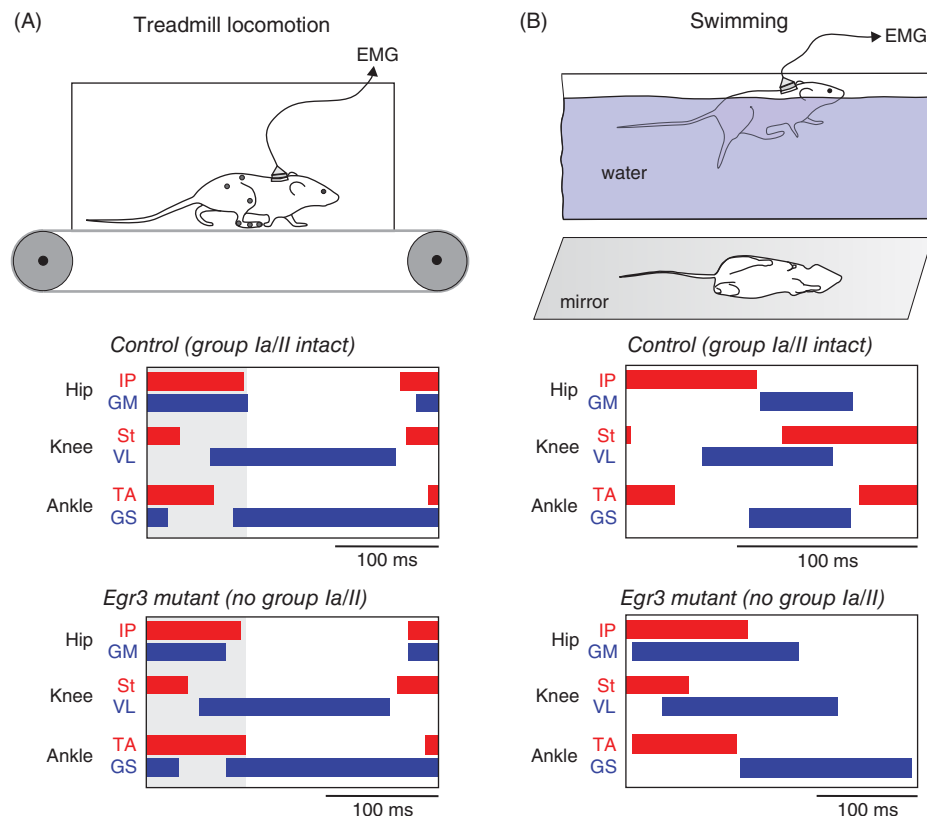 (A)
Treadmill locomotion
EMG
Control (group Ia/II intact)
Hip
IP
GM
Knee
St
VL
Ankle
TA
GS
100 ms
Egr3 mutant (no group Ia/II)
Hip
IP
GM
Knee
St
VL
Ankle
TA
GS
100 ms
(B)
Swimming
EMG
water
mirror
Control (group Ia/II intact)
Hip
IP
GM
Knee
St
VL
Ankle
TA
GS
100 ms
Egr3 mutant (no group Ia/II)
Hip
IP
GM
Knee
St
VL
Ankle
TA
GS
100 ms